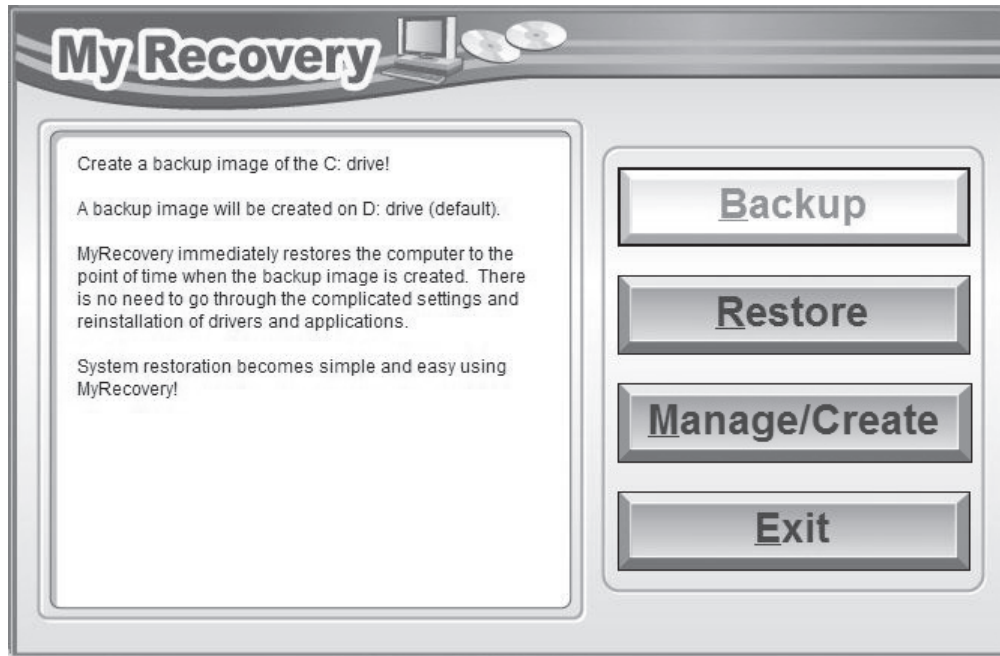 My Recovery
Create a backup image of the C: drive!
A backup image will be created on D: drive (default).
MyRecovery immediately restores the computer to the
point of time when the backup image is created.  There
is no need to go through the complicated settings and
reinstallation of drivers and applications.
System restoration becomes simple and easy using
MyRecovery!
Backup
Restore
Manage/Create
Exit